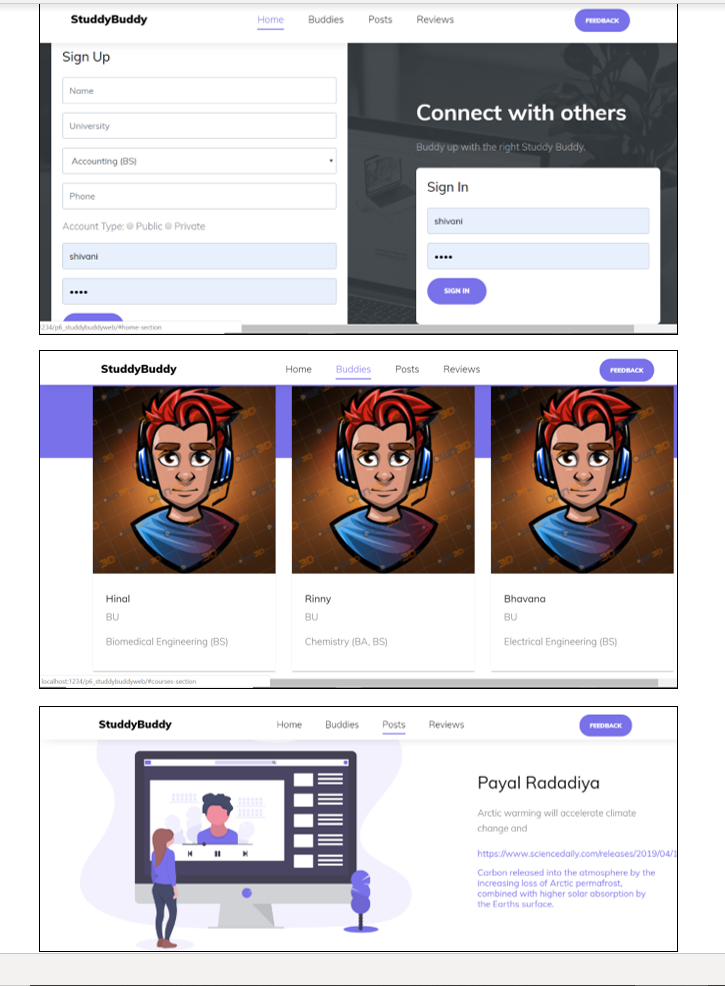 StuddyBuddy Home Buddies Posts Reviews FEEDBACK
Sign Up
Name
University
Accounting (BS)
Phone
Account Type: Public Private
shivani
••••
Connect with others
Buddy up with the right Studdy Buddy.
Sign In
shivani
••••
SIGN IN
234/p6_studdybuddyweb/#home-section
StuddyBuddy Home Buddies Posts Reviews FEEDBACK
Hinal
BU
Biomedical Engineering (BS)
Rinny
BU
Chemistry (BA, BS)
Bhavana
BU
Electrical Engineering (BS)
localhost:1234/p6_studdybuddyweb/#courses-section
StuddyBuddy Home Buddies Posts Reviews FEEDBACK
Payal Radadiya
Arctic warming will accelerate climate
change and
https://www.sciencedaily.com/releases/2019/04/1
Carbon released into the atmosphere by the
increasing loss of Arctic permafrost,
combined with higher solar absorption by
the Earths surface.